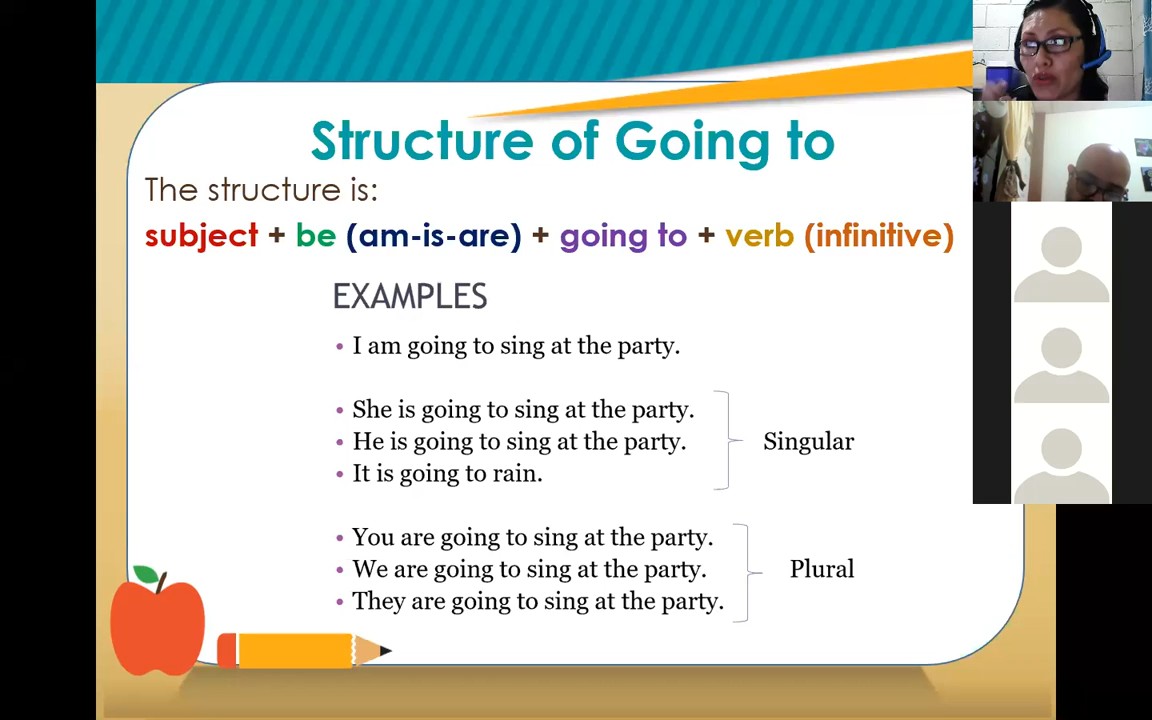 Structure of Going to
The structure is:
subject + be (am-is-are) + going to + verb (infinitive)
EXAMPLES
• I am going to sing at the party.
• She is going to sing at the party.
• He is going to sing at the party.
• It is going to rain.
Singular
• You are going to sing at the party.
• We are going to sing at the party.
• They are going to sing at the party.
Plural